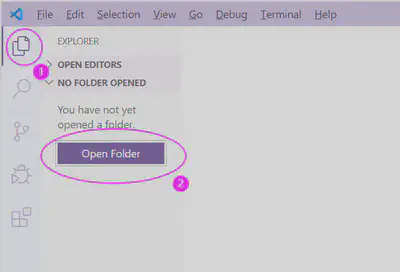 File Edit Selection View Go Debug Terminal Help
EXPLORER
OPEN EDITORS
1
NO FOLDER OPENED
You have not yet
opened a folder.
Open Folder
2